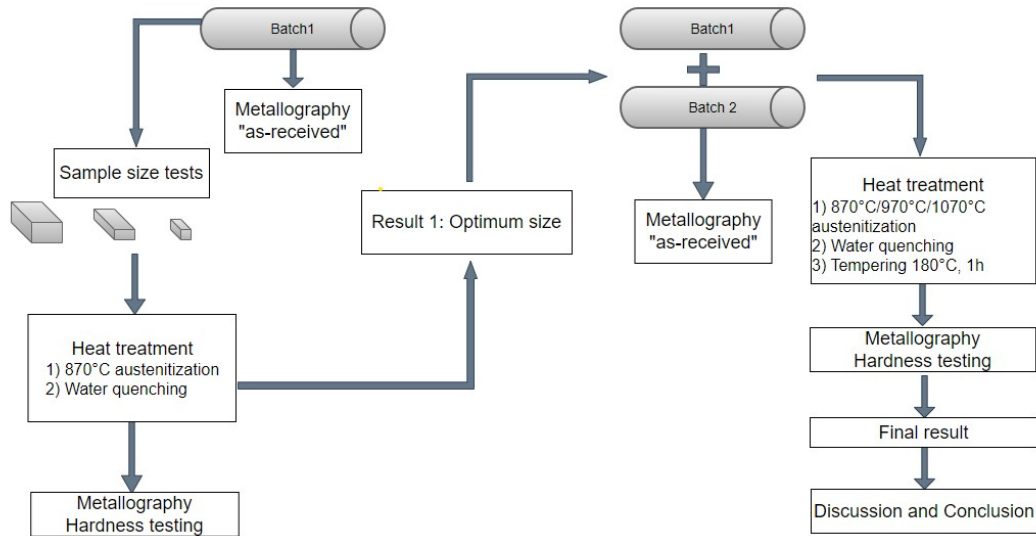 Batch1
Metallography
"as-received"
Sample size tests
Heat treatment
1) 870°C austenitization
2) Water quenching
Metallography
Hardness testing
Result 1: Optimum size
Batch1
Batch 2
Metallography
"as-received"
Heat treatment
1) 870°C/970°C/1070°C
austenitization
2) Water quenching
3) Tempering 180°C, 1h
Metallography
Hardness testing
Final result
Discussion and Conclusion